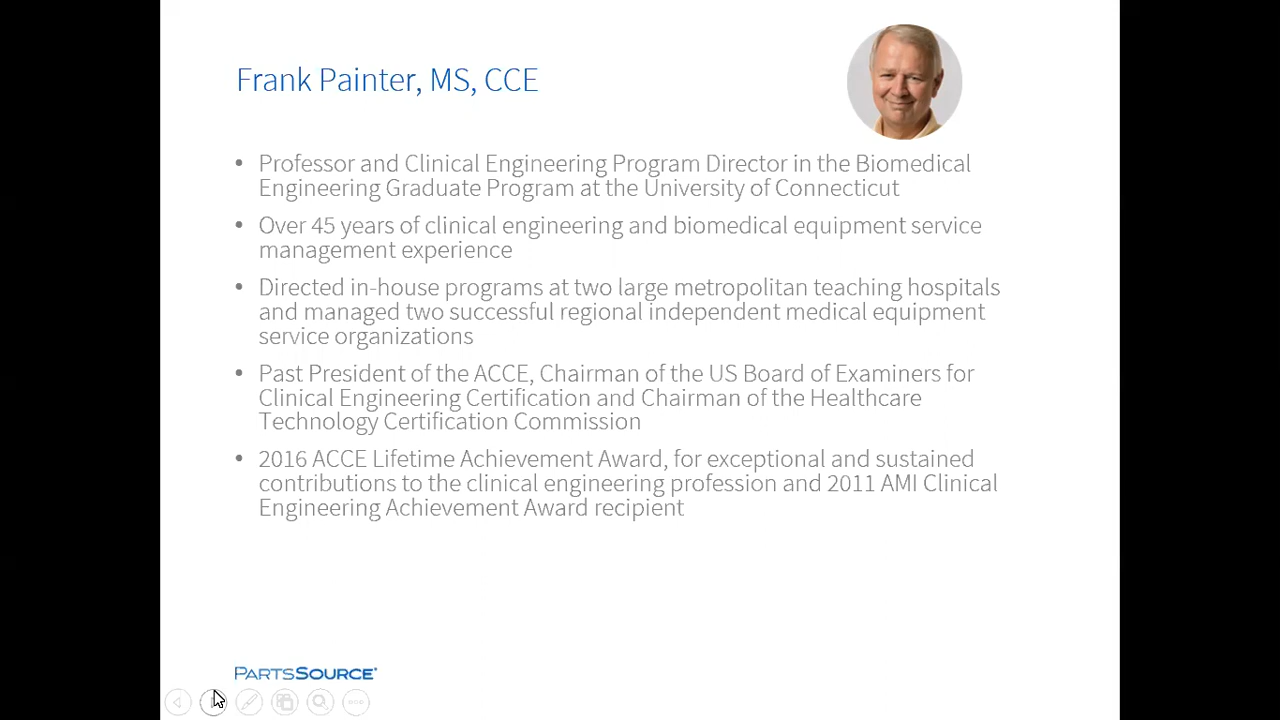 Frank Painter, MS, CCE
• Professor and Clinical Engineering Program Director in the Biomedical
Engineering Graduate Program at the University of Connecticut
• Over 45 years of clinical engineering and biomedical equipment service
management experience
• Directed in-house programs at two large metropolitan teaching hospitals
and managed two successful regional independent medical equipment
service organizations
• Past President of the ACCE, Chairman of the US Board of Examiners for
Clinical Engineering Certification and Chairman of the Healthcare
Technology Certification Commission
• 2016 ACCE Lifetime Achievement Award, for exceptional and sustained
contributions to the clinical engineering profession and 2011 AMI Clinical
Engineering Achievement Award recipient
PARTSSOURCE